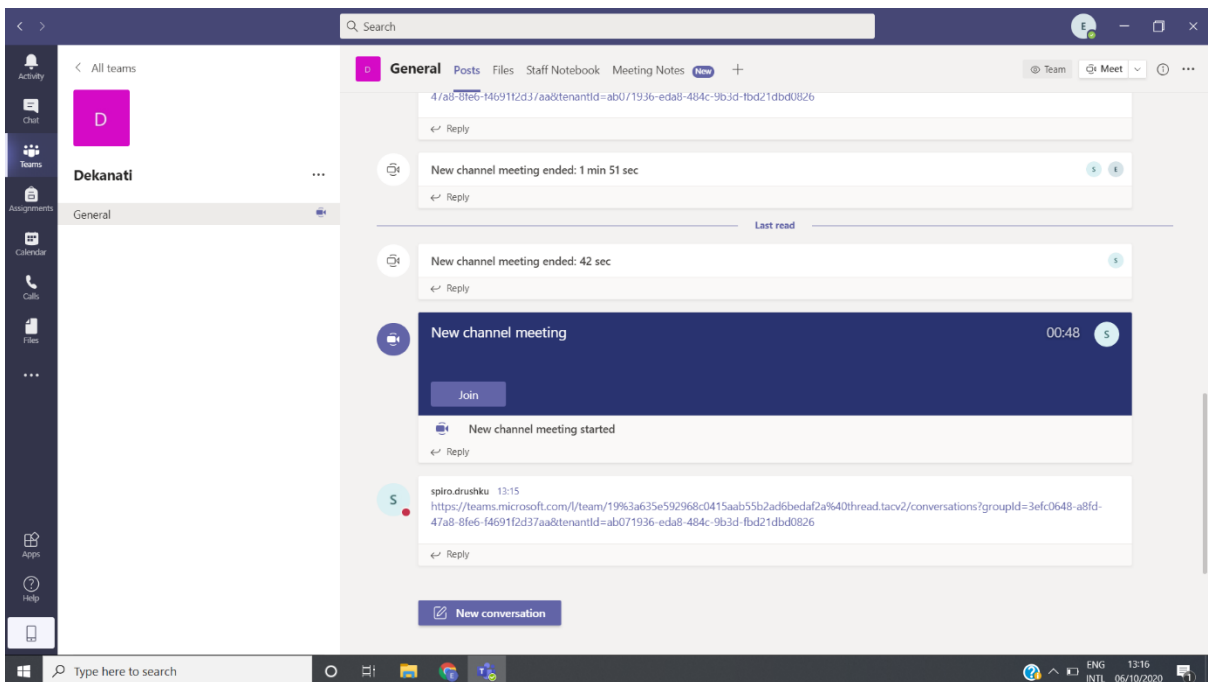 Search
E
Activity
Chat
Teams
Assignments
Calendar
Calls
Files
Apps
Help
All teams
D
Dekanati
General
D
General Posts Files Staff Notebook Meeting Notes New
Team Meet
47a8-8fe6-f4691f2d37aa&tenantId=ab071936-eda8-484c-9b3d-fbd21dbd0826
Reply
New channel meeting ended: 1 min 51 sec
S E
Reply
Last read
New channel meeting ended: 42 sec
S
Reply
New channel meeting
00:48 S
Join
New channel meeting started
Reply
S
spiro.drushku 13:15
https://teams.microsoft.com/l/team/19%3a635e592968c0415aab55b2ad6bedaf2a%40thread.tacv2/conversations?groupId=3efc0648-a8fd-
47a8-8fe6-f4691f2d37aa&tenantId=ab071936-eda8-484c-9b3d-fbd21dbd0826
Reply
New conversation
Type here to search
ENG 13:16
INTL 06/10/2020